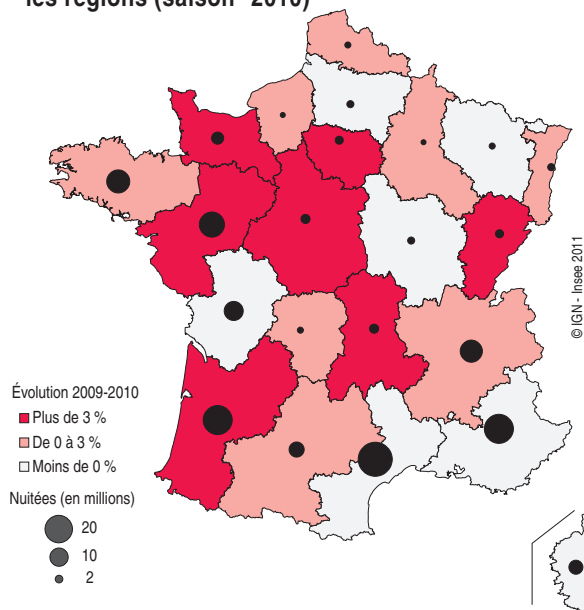 les régions (saison 2010)
© IGN - Insee 2011
Évolution 2009-2010
Plus de 3 %
De 0 à 3 %
Moins de 0 %
Nuitées (en millions)
20
10
2